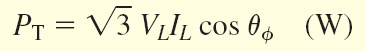 P_T = √3 V_L I_L cos θ_ϕ (W)